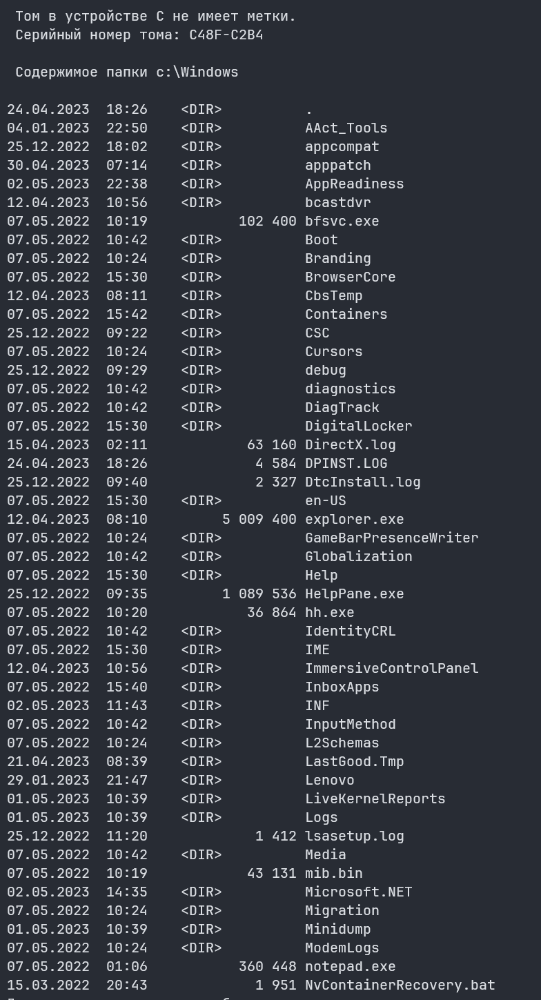 Том в устройстве C не имеет метки.
Серийный номер тома: C48F-C2B4
Содержимое папки c:\Windows
24.04.2023  18:26    <DIR>          .
04.01.2023  22:50    <DIR>          AAct_Tools
25.12.2022  18:02    <DIR>          appcompat
30.04.2023  07:14    <DIR>          apppatch
02.05.2023  22:38    <DIR>          AppReadiness
12.04.2023  10:56    <DIR>          bcastdvr
07.05.2022  10:19           102 400 bfsvc.exe
07.05.2022  10:42    <DIR>          Boot
07.05.2022  10:24    <DIR>          Branding
07.05.2022  15:30    <DIR>          BrowserCore
12.04.2023  08:11    <DIR>          CbsTemp
07.05.2022  15:42    <DIR>          Containers
25.12.2022  09:22    <DIR>          CSC
07.05.2022  10:24    <DIR>          Cursors
25.12.2022  09:29    <DIR>          debug
07.05.2022  10:42    <DIR>          diagnostics
07.05.2022  10:42    <DIR>          DiagTrack
07.05.2022  15:30    <DIR>          DigitalLocker
15.04.2023  02:11            63 160 DirectX.log
24.04.2023  18:26             4 584 DPINST.LOG
25.12.2022  09:40             2 327 DtcInstall.log
07.05.2022  15:30    <DIR>          en-US
12.04.2023  08:10         5 009 400 explorer.exe
07.05.2022  10:24    <DIR>          GameBarPresenceWriter
07.05.2022  10:42    <DIR>          Globalization
07.05.2022  15:30    <DIR>          Help
25.12.2022  09:35         1 089 536 HelpPane.exe
07.05.2022  10:20            36 864 hh.exe
07.05.2022  10:42    <DIR>          IdentityCRL
07.05.2022  15:30    <DIR>          IME
12.04.2023  10:56    <DIR>          ImmersiveControlPanel
07.05.2022  15:40    <DIR>          InboxApps
02.05.2023  11:43    <DIR>          INF
07.05.2022  10:42    <DIR>          InputMethod
07.05.2022  10:24    <DIR>          L2Schemas
21.04.2023  08:39    <DIR>          LastGood.Tmp
29.01.2023  21:47    <DIR>          Lenovo
01.05.2023  10:39    <DIR>          LiveKernelReports
01.05.2023  10:39    <DIR>          Logs
25.12.2022  11:20             1 412 lsasetup.log
07.05.2022  10:42    <DIR>          Media
07.05.2022  10:19            43 131 mib.bin
02.05.2023  14:35    <DIR>          Microsoft.NET
07.05.2022  10:24    <DIR>          Migration
01.05.2023  10:39    <DIR>          Minidump
07.05.2022  10:24    <DIR>          ModemLogs
07.05.2022  01:06           360 448 notepad.exe
15.03.2022  20:43             1 951 NvContainerRecovery.bat